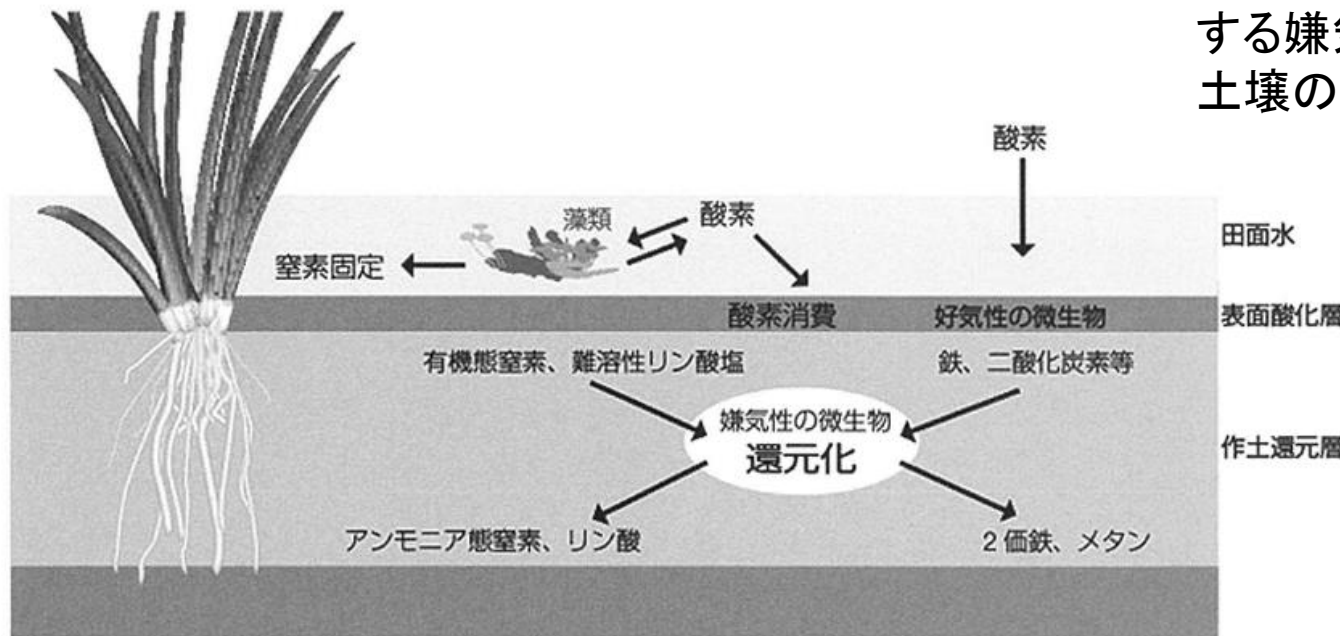 する嫌気
土壌の
酸素
藻類
酸素
田面水
窒素固定
酸素消費
好気性の微生物
表面酸化層
有機態窒素、難溶性リン酸塩
鉄、二酸化炭素等
嫌気性の微生物
還元化
作土還元層
アンモニア態窒素、リン酸
2価鉄、メタン